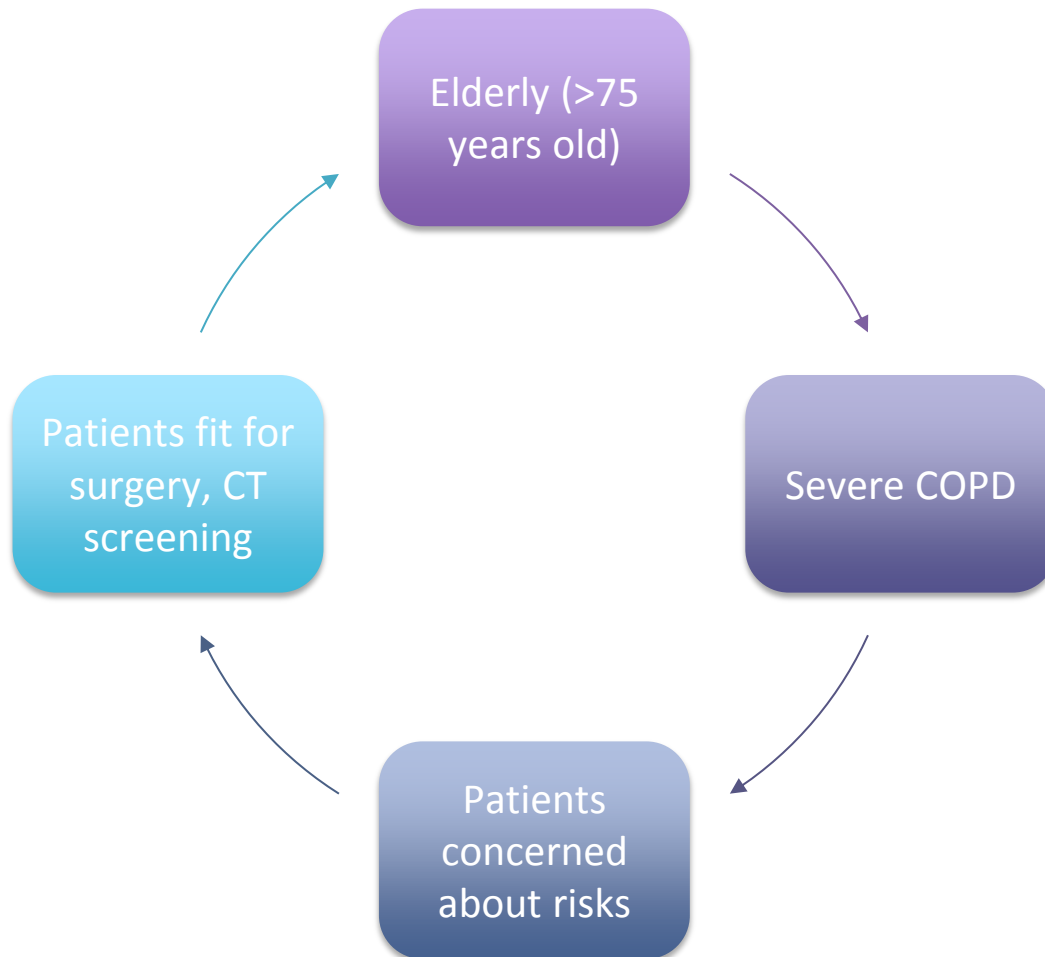 Elderly (>75
years old)
Severe COPD
Patients
concerned
about risks
Patients fit for
surgery, CT
screening